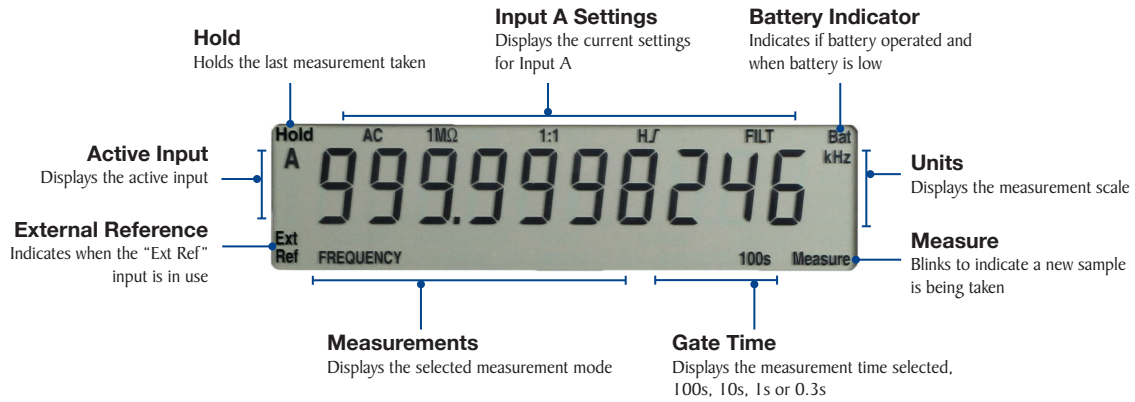 Hold
Holds the last measurement taken
Input A Settings
Displays the current settings
for Input A
Battery Indicator
Indicates if battery operated and
when battery is low
Active Input
Displays the active input
External Reference
Indicates when the “Ext Ref”
input is in use
Hold AC 1MΩ 1:1 H⎎ FILT Bat
A 999.9998246 kHz
Ext
Ref FREQUENCY 100s Measure
Units
Displays the measurement scale
Measure
Blinks to indicate a new sample
is being taken
Measurements
Displays the selected measurement mode
Gate Time
Displays the measurement time selected,
100s, 10s, 1s or 0.3s